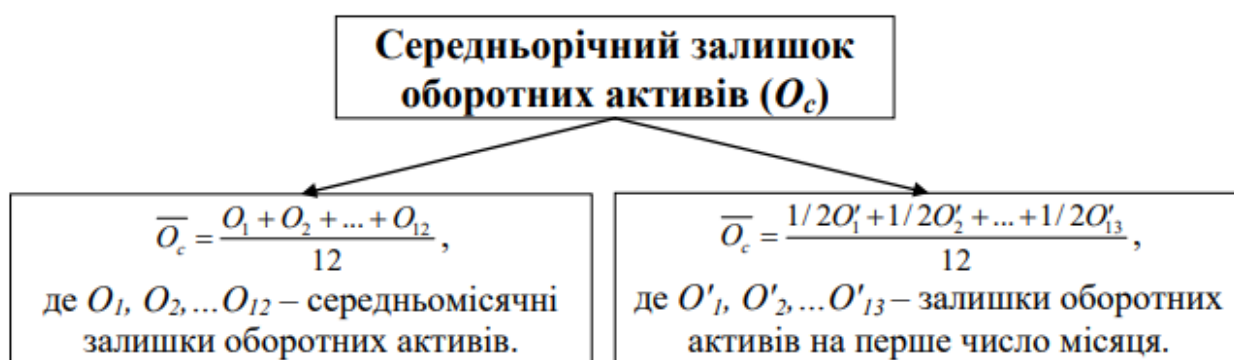 Середньорічний залишок
оборотних активів (Oc)
O̅c = (O1 + O2 + ... + O12) / 12 ,
де O1, O2,...O12 – середньомісячні
залишки оборотних активів.
O̅c = (1/2O′1 + 1/2O′2 + ... + 1/2O′13) / 12 ,
де O'1, O'2,...O'13 – залишки оборотних
активів на перше число місяця.